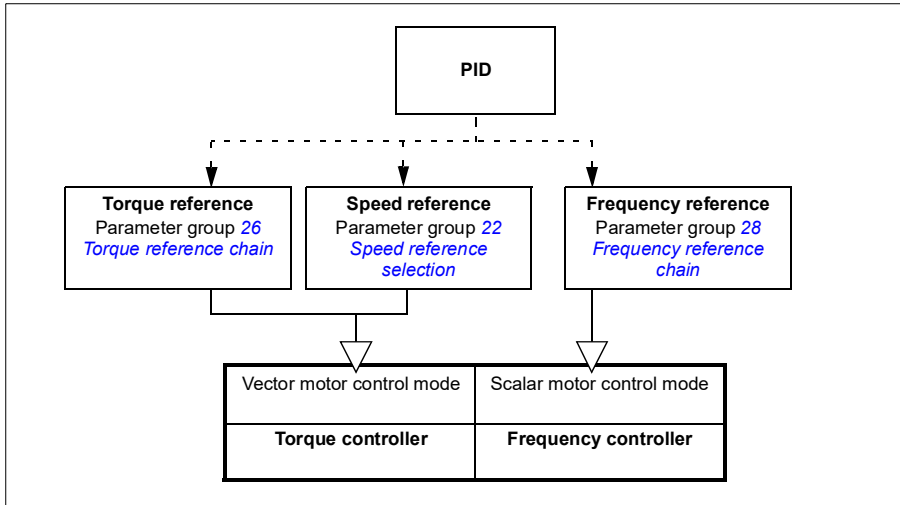 PID
Torque reference
Parameter group 26
Torque reference chain
Speed reference
Parameter group 22
Speed reference
selection
Frequency reference
Parameter group 28
Frequency reference
chain
Vector motor control mode
Scalar motor control mode
Torque controller
Frequency controller